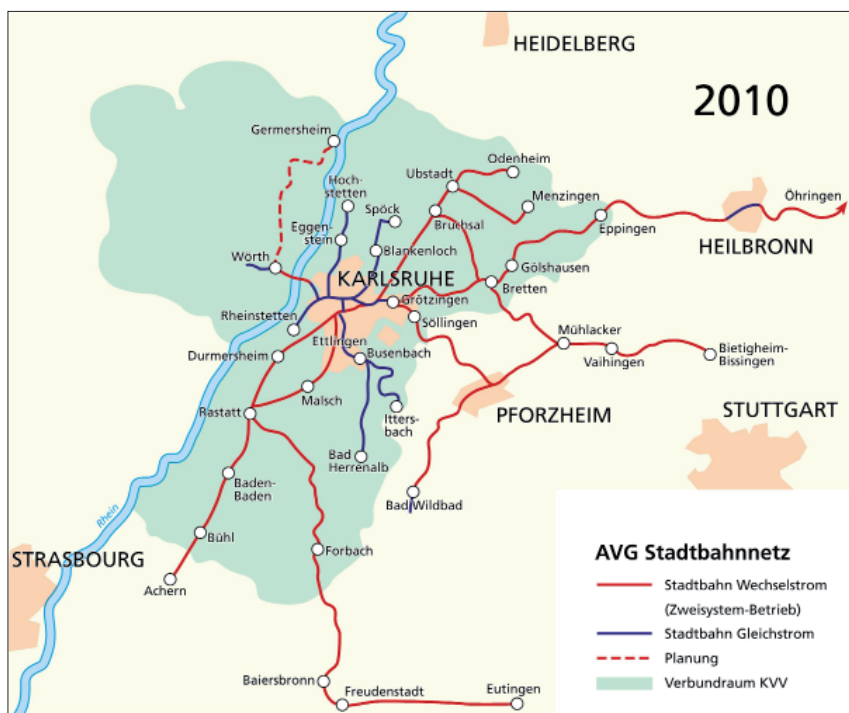 HEIDELBERG
2010
Germersheim
Odenheim
Ubstadt
Hoch-
stetten
Menzingen
Spöck
Öhringen
Bruchsal
Eppingen
Eggen-
stein
Blankenloch
HEILBRONN
Wörth
Gölshausen
KARLSRUHE
Bretten
Grötzingen
Rheinstetten
Söllingen
Mühlacker
Ettlingen
Durmersheim
Busenbach
Vaihingen
Bietigheim-
Bissingen
Malsch
Rastatt
Itters-
bach
PFORZHEIM
STUTTGART
Bad
Herrenalb
Baden-
Baden
Bad Wildbad
Rhein
Bühl
STRASBOURG
Forbach
Achern
AVG Stadtbahnnetz
Stadtbahn Wechselstrom
(Zweisystem-Betrieb)
Stadtbahn Gleichstrom
Planung
Verbundraum KVV
Baiersbronn
Freudenstadt
Eutingen